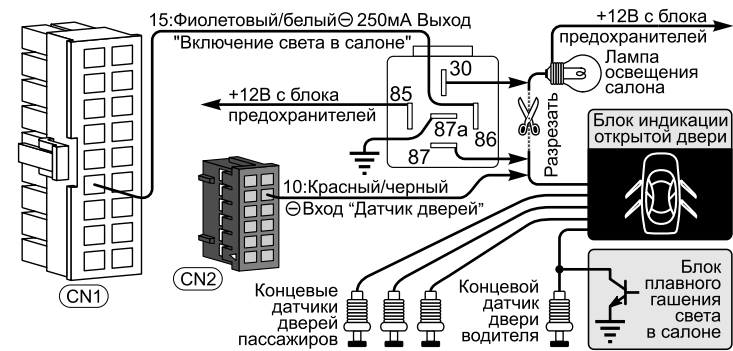 15:Фиолетовый/белый⊖ 250мА Выход
"Включение света в салоне"
+12В с блока
предохранителей
30
Лампа
освещения
салона
+12В с блока
предохранителей
85
87а
86
87
Разрезать
Блок индикации
открытой двери
10:Красный/черный
⊖Вход “Датчик дверей”
CN1
CN2
Концевые
датчики
дверей
пассажиров
Концевой
датчик
двери
водителя
Блок
плавного
гашения
света
в салоне